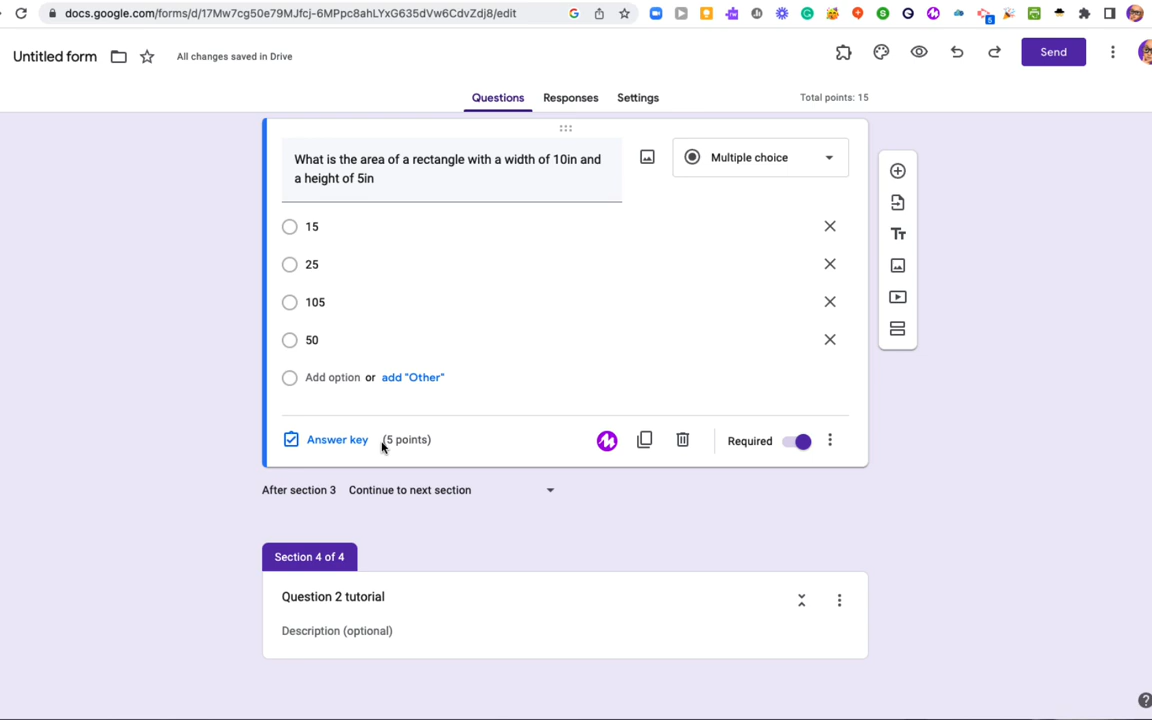 docs.google.com/forms/d/17Mw7cg50e79MJfcj-6MPpc8ahLYxG635dVw6CdvZdj8/edit
Untitled form
All changes saved in Drive
Send
Questions
Responses
Settings
Total points: 15
What is the area of a rectangle with a width of 10in and
a height of 5in
Multiple choice
15
25
105
50
Add option or add "Other"
Answer key (5 points)
Required
After section 3 Continue to next section
Section 4 of 4
Question 2 tutorial
Description (optional)